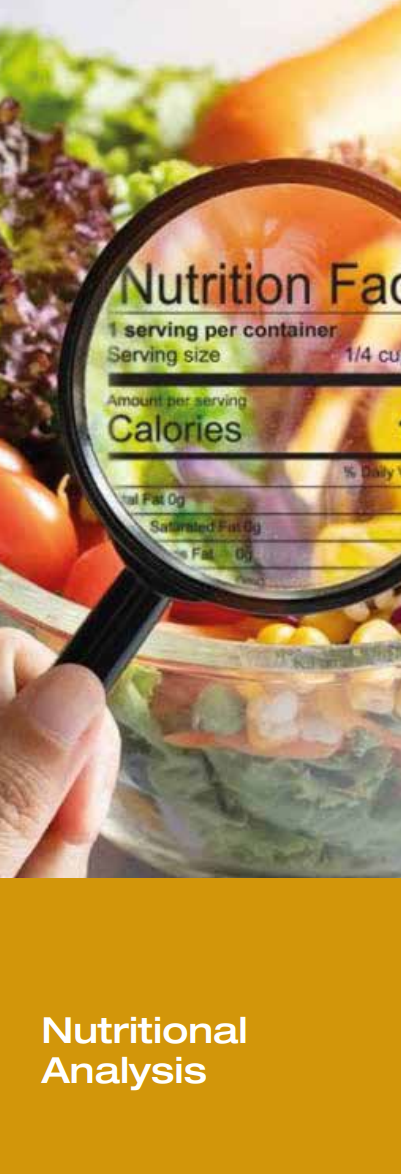 Nutrition Fac
1 serving per container
Serving size 1/4 cu
Amount per serving
Calories
% Daily V
tal Fat 0g
Saturated Fat 0g
Fat 0g
Nutritional
Analysis